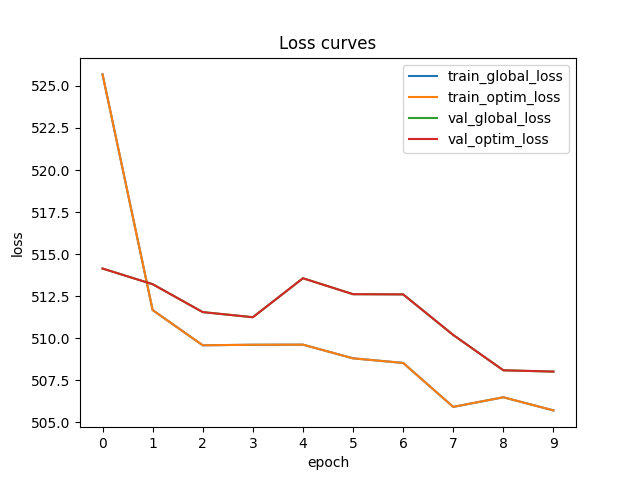 Loss curves
train_global_loss
train_optim_loss
val_global_loss
val_optim_loss
525.0
522.5
520.0
517.5
515.0
512.5
510.0
507.5
505.0
loss
0 1 2 3 4 5 6 7 8 9
epoch